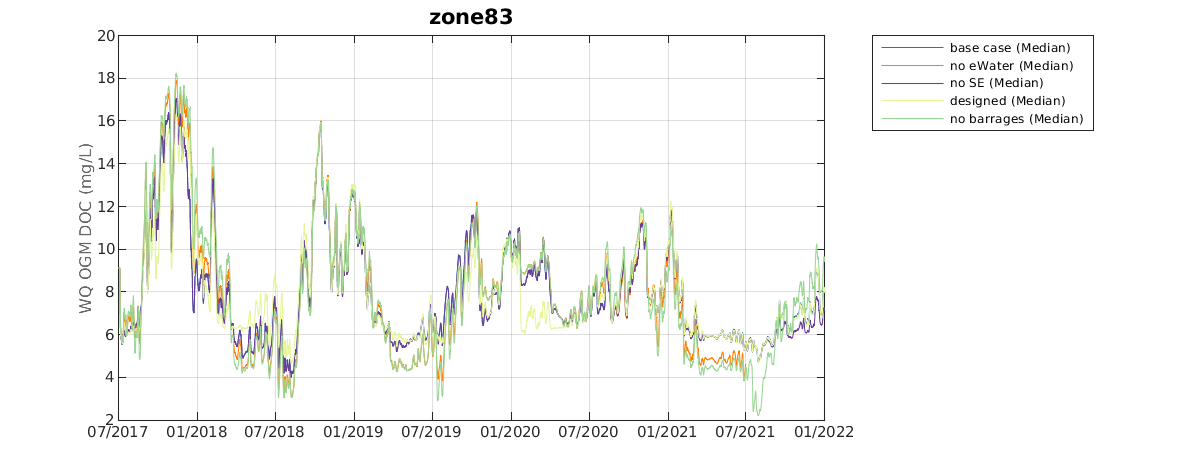 zone83
WQ OGM DOC (mg/L)
20
18
16
14
12
10
8
6
4
2
07/2017 01/2018 07/2018 01/2019 07/2019 01/2020 07/2020 01/2021 07/2021 01/2022
base case (Median)
no eWater (Median)
no SE (Median)
designed (Median)
no barrages (Median)